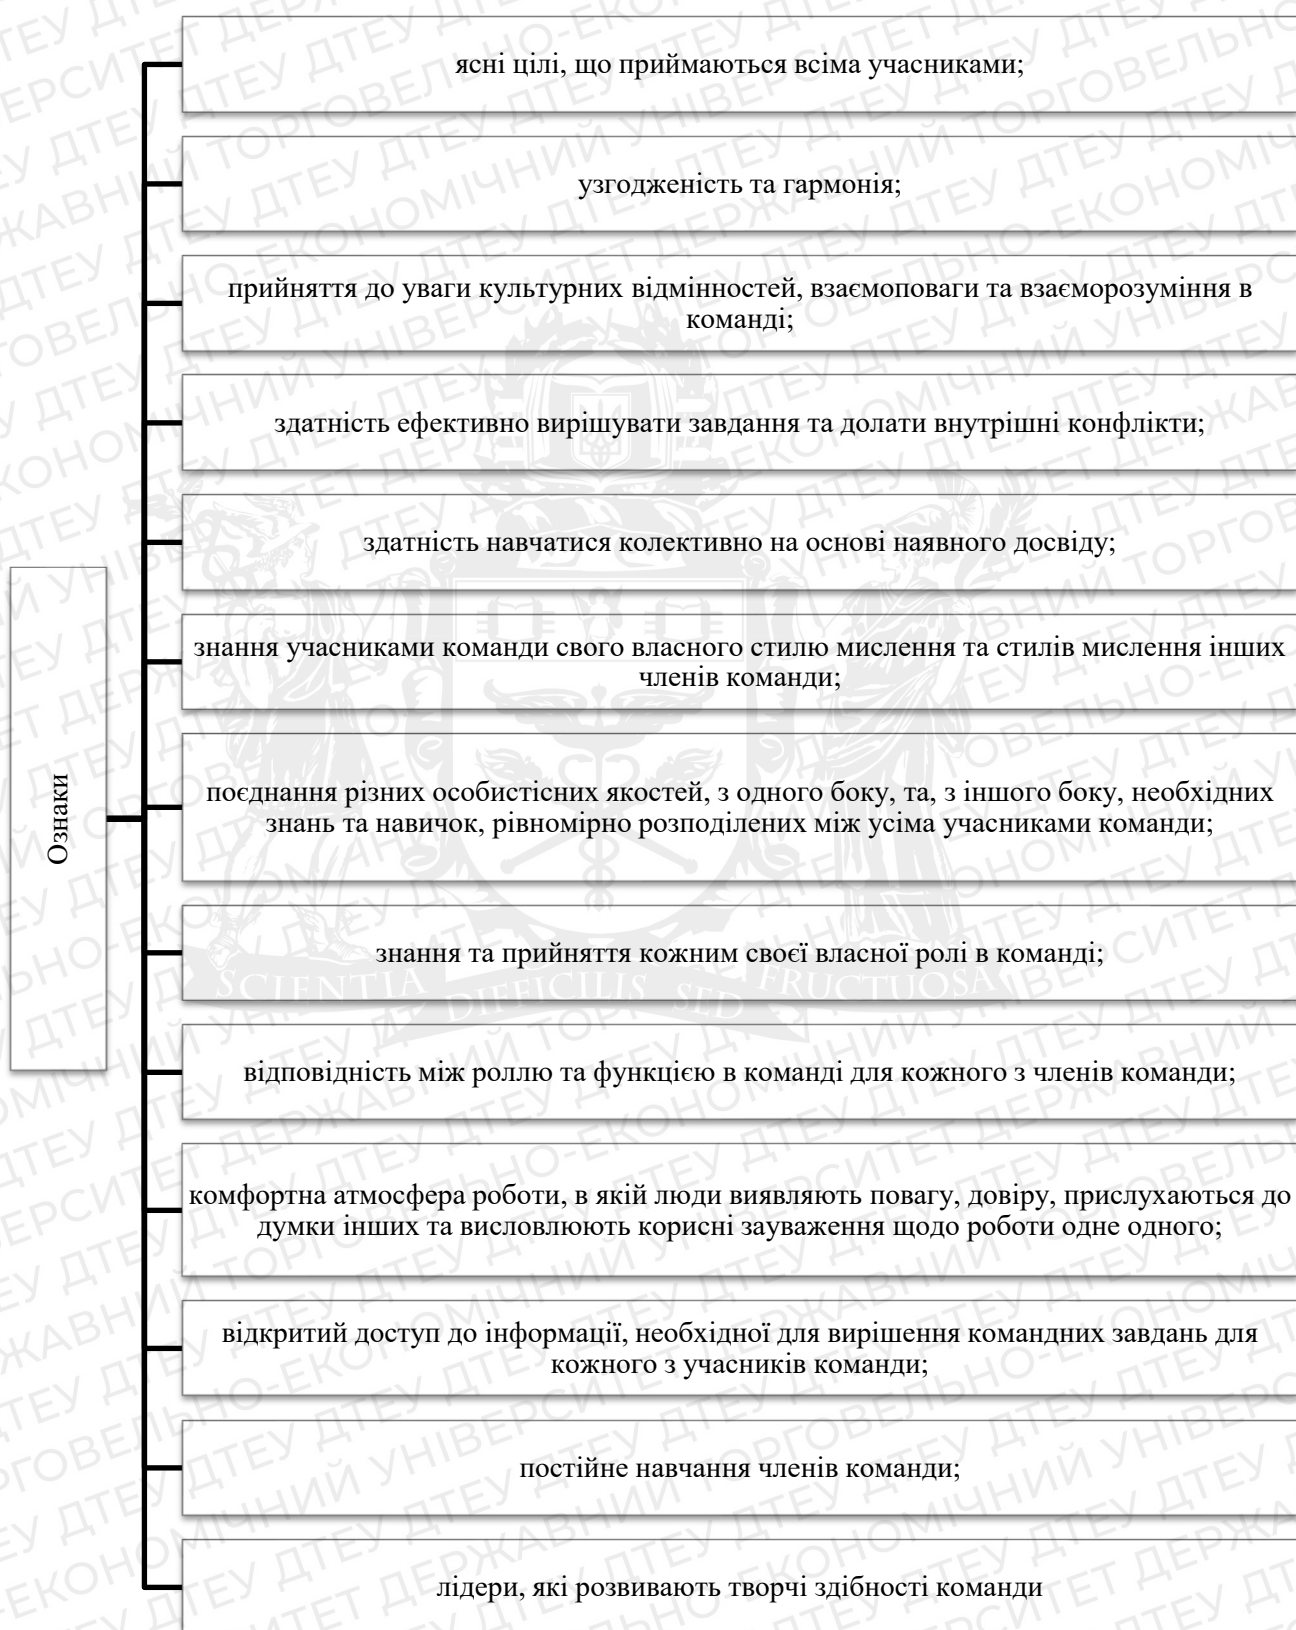 ясні цілі, що приймаються всіма учасниками;
узгодженість та гармонія;
прийняття до уваги культурних відмінностей, взаємоповаги та взаєморозуміння в
команді;
здатність ефективно вирішувати завдання та долати внутрішні конфлікти;
здатність навчатися колективно на основі наявного досвіду;
знання учасниками команди свого власного стилю мислення та стилів мислення інших
членів команди;
Ознаки
поєднання різних особистісних якостей, з одного боку, та, з іншого боку, необхідних
знань та навичок, рівномірно розподілених між усіма учасниками команди;
знання та прийняття кожним своєї власної ролі в команді;
SCIENTIA DIFFICILIS SED FRUCTUOSA
відповідність між роллю та функцією в команді для кожного з членів команди;
комфортна атмосфера роботи, в якій люди виявляють повагу, довіру, прислухаються до
думки інших та висловлюють корисні зауваження щодо роботи одне одного;
відкритий доступ до інформації, необхідної для вирішення командних завдань для
кожного з учасників команди;
постійне навчання членів команди;
лідери, які розвивають творчі здібності команди